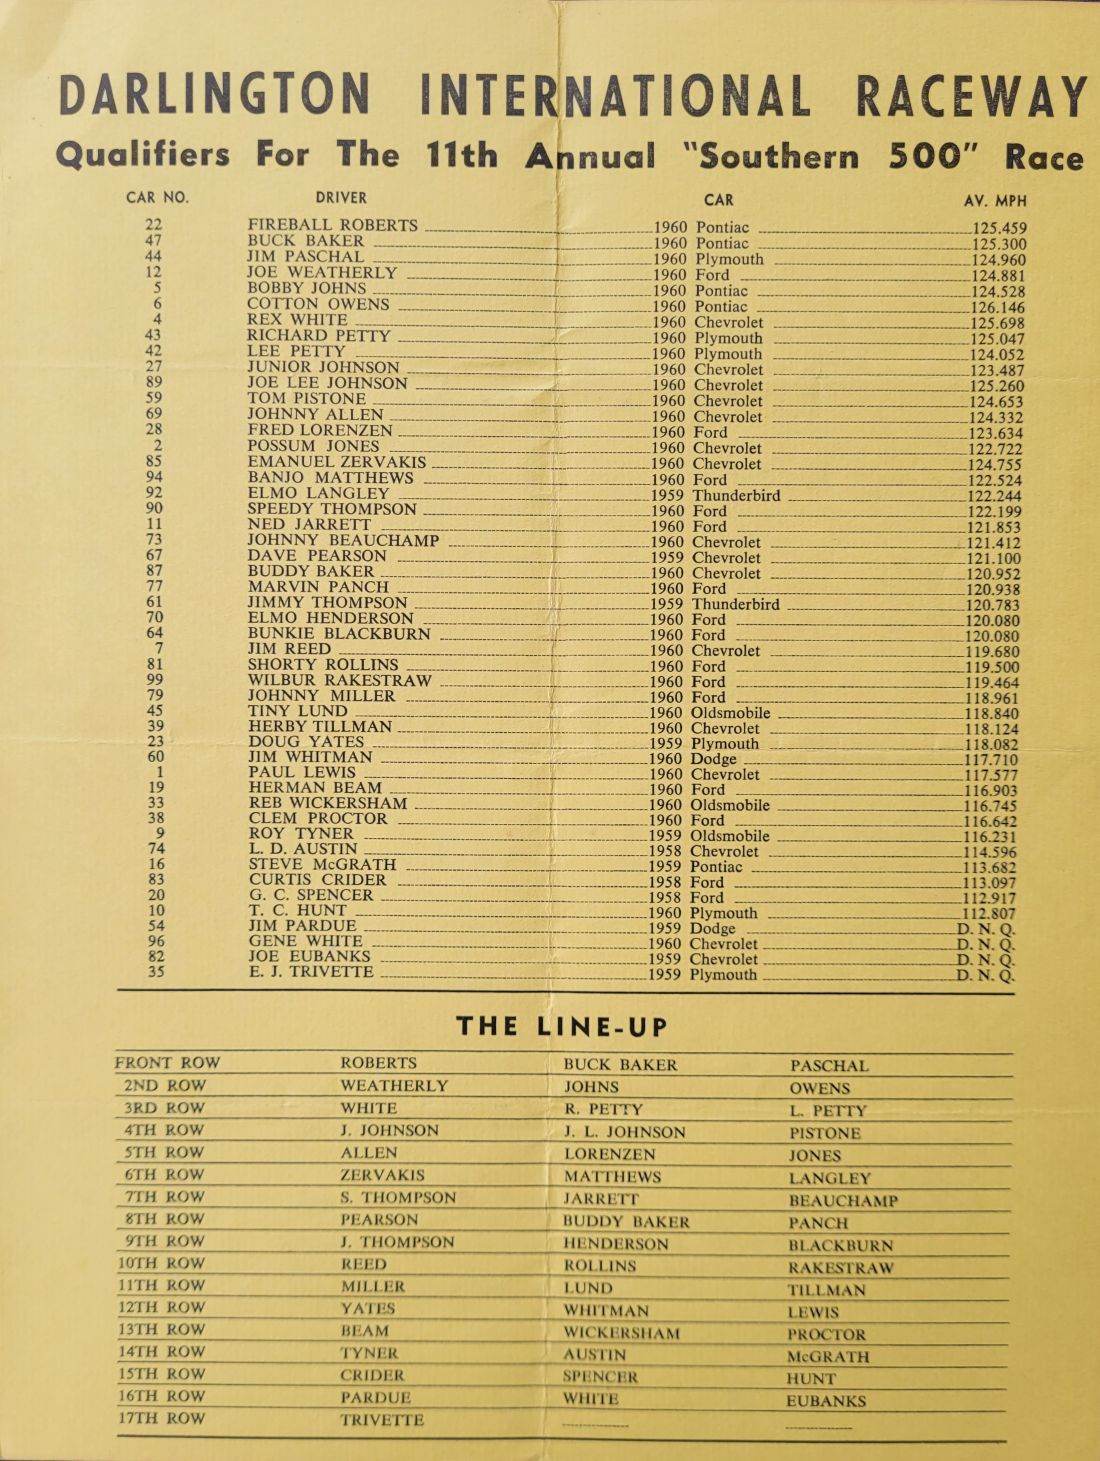 DARLINGTON INTERNATIONAL RACEWAY
Qualifiers For The 11th Annual "Southern 500" Race
CAR NO. DRIVER CAR AV. MPH
22 FIREBALL ROBERTS 1960 Pontiac 125.459
47 BUCK BAKER 1960 Pontiac 125.300
44 JIM PASCHAL 1960 Plymouth 124.960
12 JOE WEATHERLY 1960 Ford 124.881
5 BOBBY JOHNS 1960 Pontiac 124.528
6 COTTON OWENS 1960 Pontiac 126.146
4 REX WHITE 1960 Chevrolet 125.698
43 RICHARD PETTY 1960 Plymouth 125.047
42 LEE PETTY 1960 Plymouth 124.052
27 JUNIOR JOHNSON 1960 Chevrolet 123.487
89 JOE LEE JOHNSON 1960 Chevrolet 125.260
59 TOM PISTONE 1960 Chevrolet 124.653
69 JOHNNY ALLEN 1960 Chevrolet 124.332
28 FRED LORENZEN 1960 Ford 123.634
2 POSSUM JONES 1960 Chevrolet 122.722
85 EMANUEL ZERVAKIS 1960 Chevrolet 124.755
94 BANJO MATTHEWS 1960 Ford 122.524
92 ELMO LANGLEY 1959 Thunderbird 122.244
90 SPEEDY THOMPSON 1960 Ford 122.199
11 NED JARRETT 1960 Ford 121.853
73 JOHNNY BEAUCHAMP 1960 Chevrolet 121.412
67 DAVE PEARSON 1959 Chevrolet 121.100
87 BUDDY BAKER 1960 Chevrolet 120.952
77 MARVIN PANCH 1960 Ford 120.938
61 JIMMY THOMPSON 1959 Thunderbird 120.783
70 ELMO HENDERSON 1960 Ford 120.080
64 BUNKIE BLACKBURN 1960 Ford 120.080
7 JIM REED 1960 Chevrolet 119.680
81 SHORTY ROLLINS 1960 Ford 119.500
99 WILBUR RAKESTRAW 1960 Ford 119.464
79 JOHNNY MILLER 1960 Ford 118.961
45 TINY LUND 1960 Oldsmobile 118.840
39 HERBY TILLMAN 1960 Chevrolet 118.124
23 DOUG YATES 1959 Plymouth 118.082
60 JIM WHITMAN 1960 Dodge 117.710
1 PAUL LEWIS 1960 Chevrolet 117.577
19 HERMAN BEAM 1960 Ford 116.903
33 REB WICKERSHAM 1960 Oldsmobile 116.745
38 CLEM PROCTOR 1960 Ford 116.642
9 ROY TYNER 1959 Oldsmobile 116.231
74 L. D. AUSTIN 1958 Chevrolet 114.596
16 STEVE McGRATH 1959 Pontiac 113.682
83 CURTIS CRIDER 1958 Ford 113.097
20 G. C. SPENCER 1958 Ford 112.917
10 T. C. HUNT 1960 Plymouth 112.807
54 JIM PARDUE 1959 Dodge D. N. Q.
96 GENE WHITE 1960 Chevrolet D. N. Q.
82 JOE EUBANKS 1959 Chevrolet D. N. Q.
35 E. J. TRIVETTE 1959 Plymouth D. N. Q.
THE LINE-UP
FRONT ROW ROBERTS BUCK BAKER PASCHAL
2ND ROW WEATHERLY JOHNS OWENS
3RD ROW WHITE R. PETTY L. PETTY
4TH ROW J. JOHNSON J. L. JOHNSON PISTONE
5TH ROW ALLEN LORENZEN JONES
6TH ROW ZERVAKIS MATTHEWS LANGLEY
7TH ROW S. THOMPSON JARRETT BEAUCHAMP
8TH ROW PEARSON BUDDY BAKER PANCH
9TH ROW J. THOMPSON HENDERSON BLACKBURN
10TH ROW REED ROLLINS RAKESTRAW
11TH ROW MILLER LUND TILLMAN
12TH ROW YATES WHITMAN LEWIS
13TH ROW BEAM WICKERSHAM PROCTOR
14TH ROW TYNER AUSTIN McGRATH
15TH ROW CRIDER SPENCER HUNT
16TH ROW PARDUE WHITE EUBANKS
17TH ROW TRIVETTE